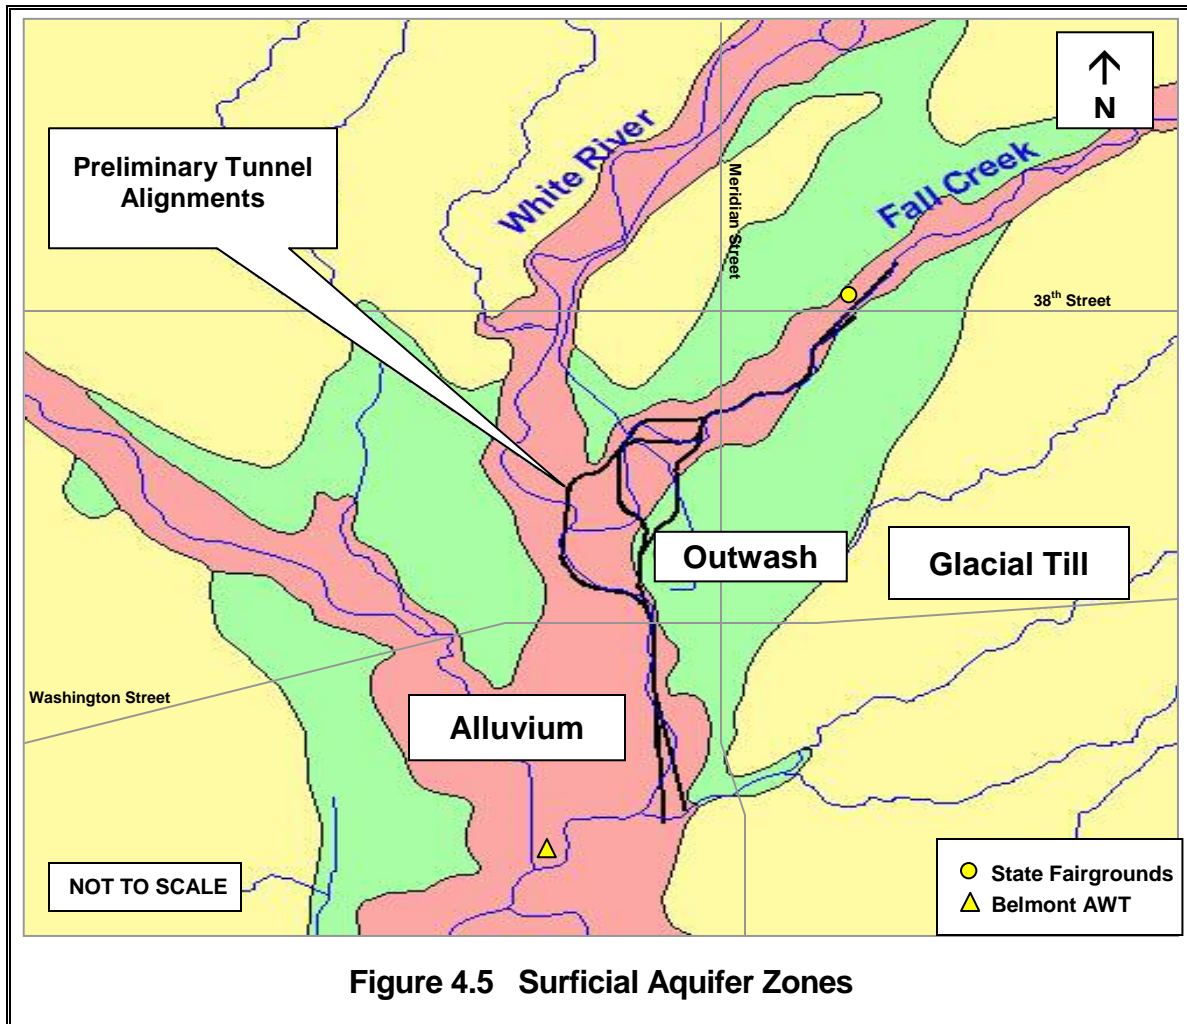 N
Preliminary Tunnel
Alignments
White River
Meridian Street
Fall Creek
38th Street
Outwash
Glacial Till
Washington Street
Alluvium
NOT TO SCALE
State Fairgrounds
Belmont AWT
Figure 4.5 Surficial Aquifer Zones